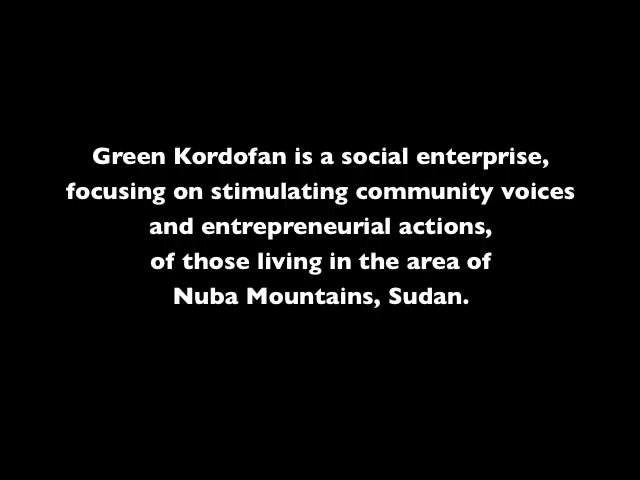 Green Kordofan is a social enterprise,
focusing on stimulating community voices
and entrepreneurial actions,
of those living in the area of
Nuba Mountains, Sudan.